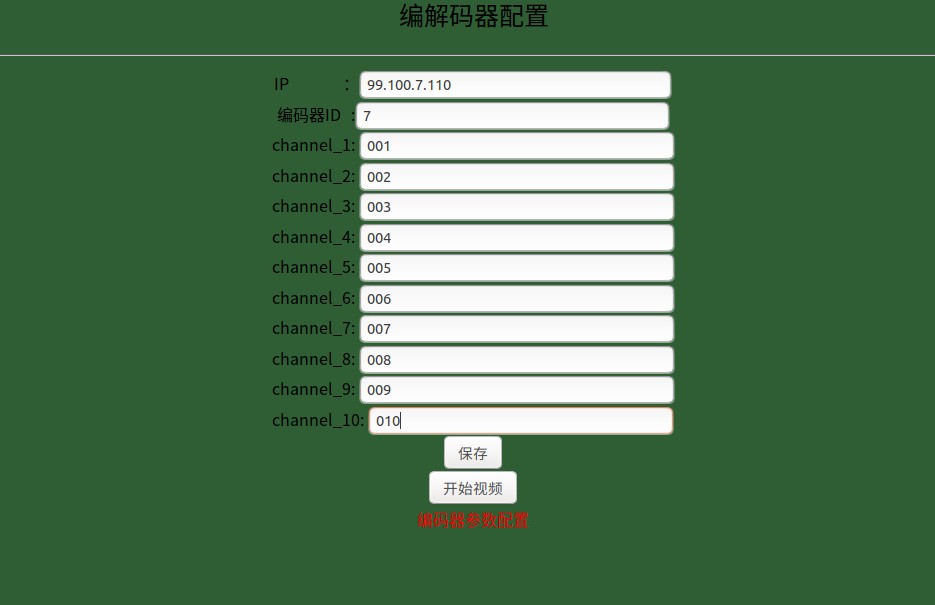 编解码器配置
IP : 99.100.7.110
编码器ID : 7
channel_1: 001
channel_2: 002
channel_3: 003
channel_4: 004
channel_5: 005
channel_6: 006
channel_7: 007
channel_8: 008
channel_9: 009
channel_10: 010
保存
开始视频
编码器参数配置